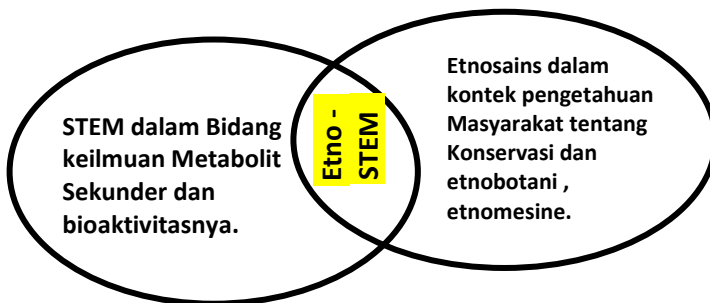 STEM dalam Bidang
keilmuan Metabolit
Sekunder dan
bioaktivitasnya.
Etno -
STEM
Etnosains dalam
kontek pengetahuan
Masyarakat tentang
Konservasi dan
etnobotani ,
etnomesine.